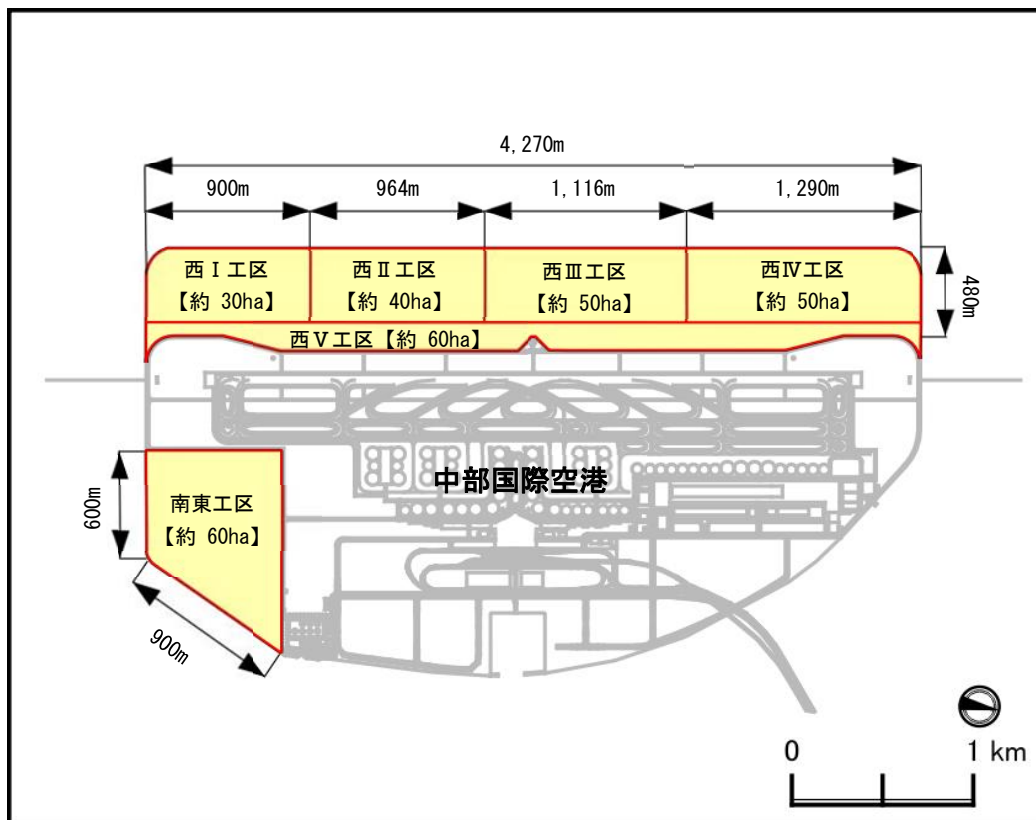 4,270m
900m
964m
1,116m
1,290m
西Ⅰ工区
【約 30ha】
西Ⅱ工区
【約 40ha】
西Ⅲ工区
【約 50ha】
西Ⅳ工区
【約 50ha】
480m
西Ⅴ工区【約 60ha】
中部国際空港
600m
南東工区
【約 60ha】
900m
0
1 km